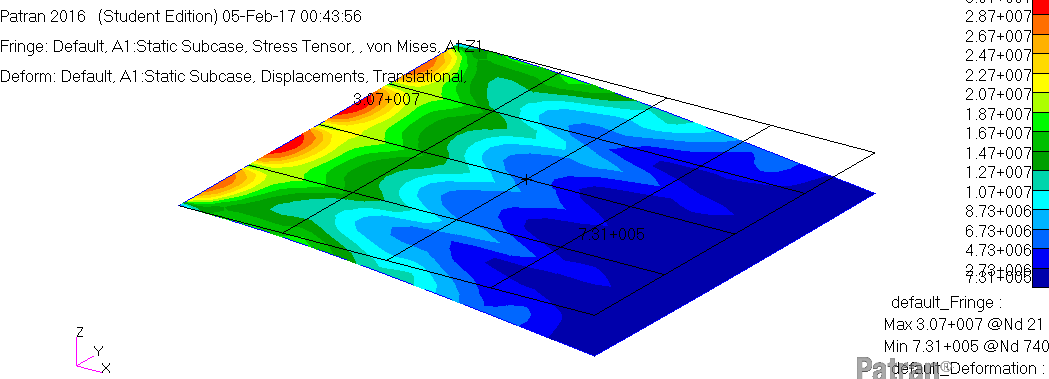 Patran 2016 (Student Edition) 05-Feb-17 00:43:56
Fringe: Default, A1:Static Subcase, Stress Tensor, , von Mises, At Z1
Deform: Default, A1:Static Subcase, Displacements, Translational,
3.07+007
7.31+005
3.07+007
2.87+007
2.67+007
2.47+007
2.27+007
2.07+007
1.87+007
1.67+007
1.47+007
1.27+007
1.07+007
8.73+006
6.73+006
4.73+006
2.73+006
7.31+005
default_Fringe :
Max 3.07+007 @Nd 21
Min 7.31+005 @Nd 740
Patran®
default_Deformation :
Z
Y
X